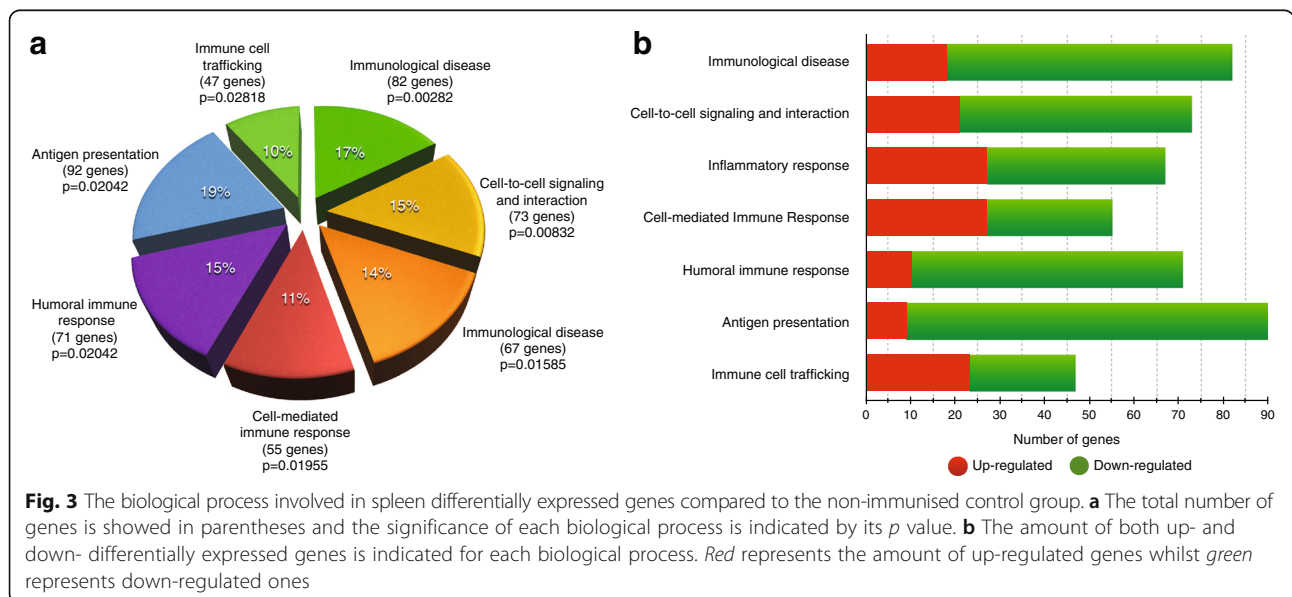 a
Immune cell
trafficking
(47 genes)
p=0.02818
Immunological disease
(82 genes)
p=0.00282
Antigen presentation
(92 genes)
p=0.02042
Cell-to-cell signaling
and interaction
(73 genes)
p=0.00832
Humoral immune
response
(71 genes)
p=0.02042
Immunological disease
(67 genes)
p=0.01585
Cell-mediated
immune response
(55 genes)
p=0.01955
10%
17%
19%
15%
15%
14%
11%
b
Immunological disease
Cell-to-cell signaling and interaction
Inflammatory response
Cell-mediated Immune Response
Humoral immune response
Antigen presentation
Immune cell trafficking
0 10 20 30 40 50 60 70 80 90
Number of genes
Up-regulated Down-regulated
Fig. 3 The biological process involved in spleen differentially expressed genes compared to the non-immunised control group. a The total number of
genes is showed in parentheses and the significance of each biological process is indicated by its p value. b The amount of both up- and
down- differentially expressed genes is indicated for each biological process. Red represents the amount of up-regulated genes whilst green
represents down-regulated ones